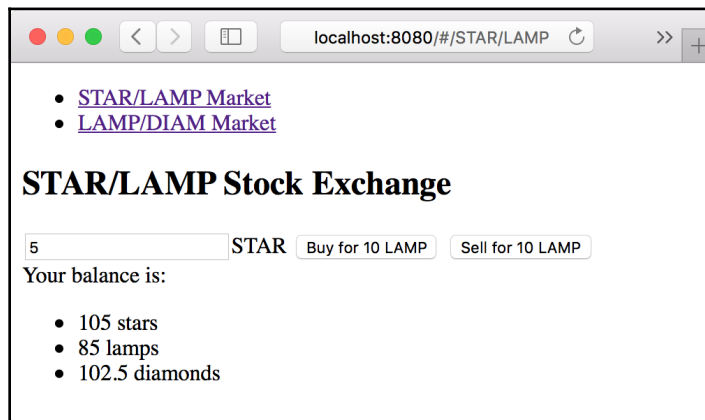 localhost:8080/#/STAR/LAMP
STAR/LAMP Market
LAMP/DIAM Market
STAR/LAMP Stock Exchange
5 STAR Buy for 10 LAMP Sell for 10 LAMP
Your balance is:
105 stars
85 lamps
102.5 diamonds